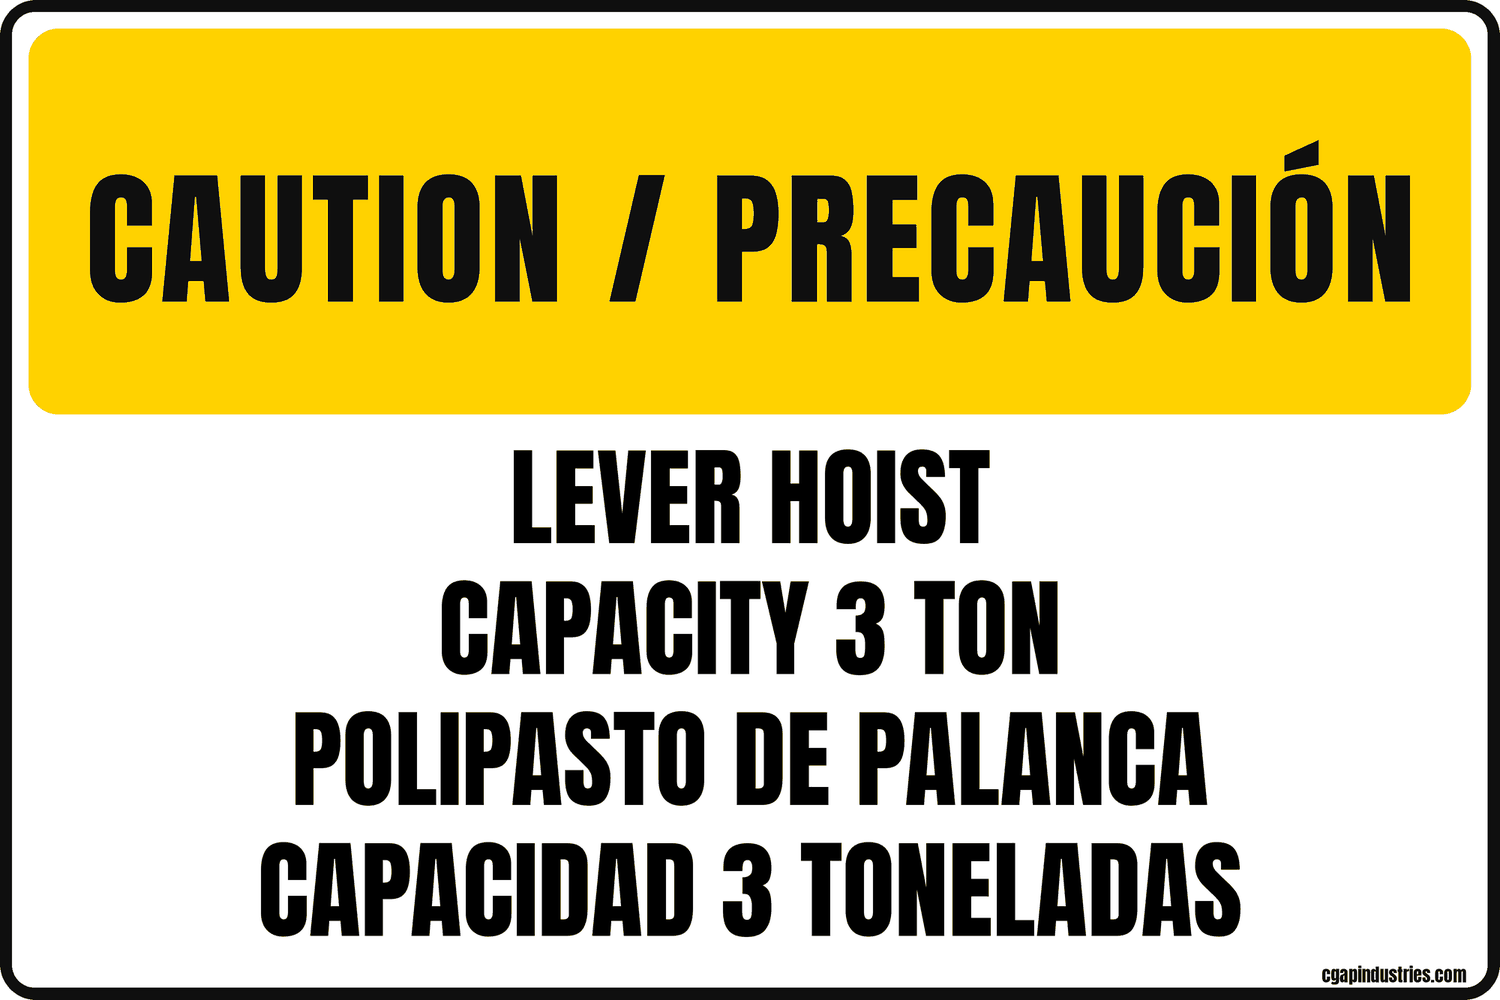 CAUTION / PRECAUCIÓN
LEVER HOIST
CAPACITY 3 TON
POLIPASTO DE PALANCA
CAPACIDAD 3 TONELADAS
cgapindustries.com